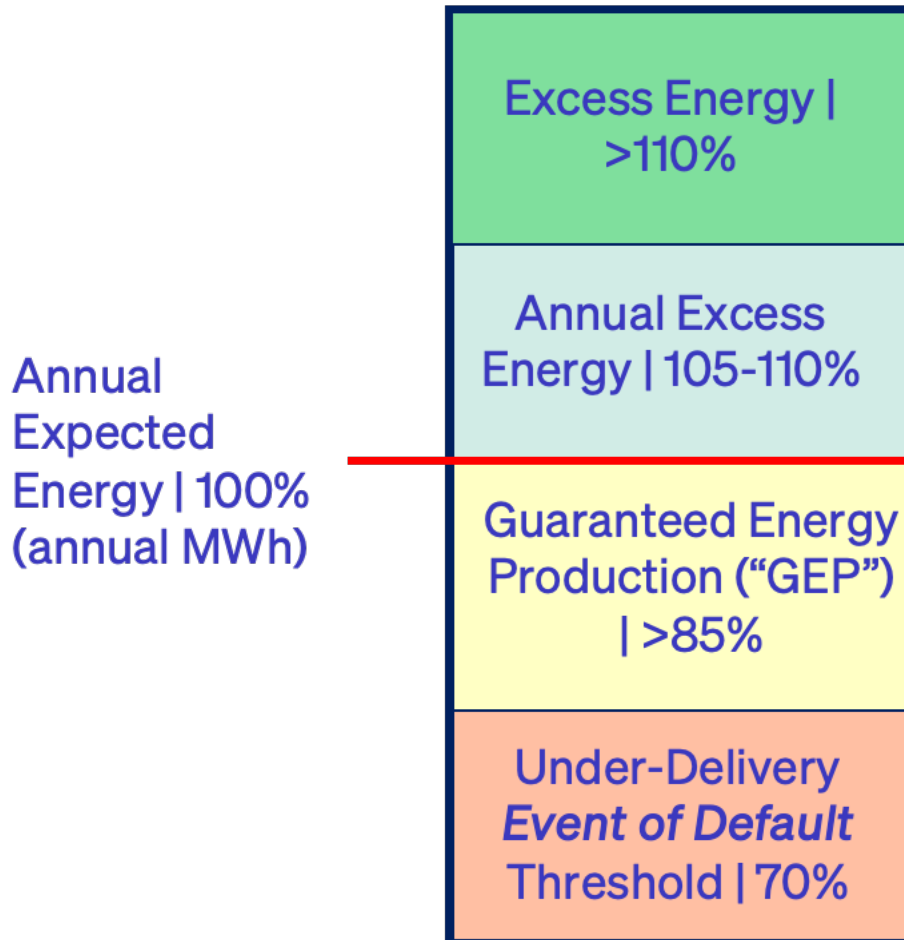 Excess Energy |
>110%
Annual Excess
Energy | 105-110%
Annual
Expected
Energy | 100%
(annual MWh)
Guaranteed Energy
Production (“GEP”)
| >85%
Under-Delivery
Event of Default
Threshold | 70%